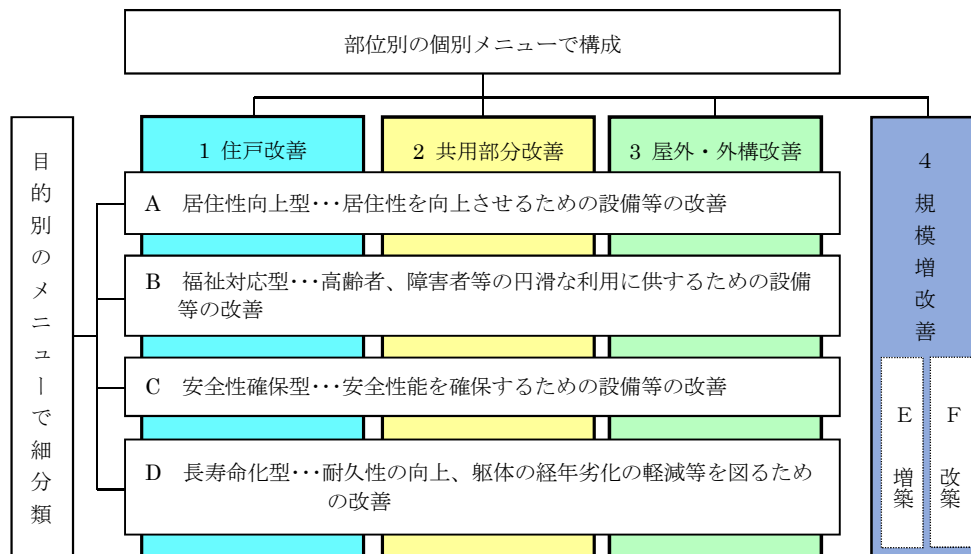 部位別の個別メニューで構成
目的別のメニューで細分類
1 住戸改善
2 共用部分改善
3 屋外・外構改善
4 規模増改善
A 居住性向上型･･･居住性を向上させるための設備等の改善
B 福祉対応型･･･高齢者、障害者等の円滑な利用に供するための設備
等の改善
C 安全性確保型･･･安全性能を確保するための設備等の改善
D 長寿命化型･･･耐久性の向上、躯体の経年劣化の軽減等を図るため
の改善
E 増築
F 改築